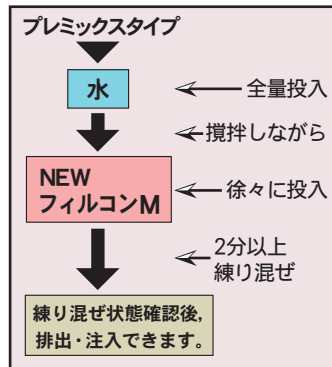 プレミックスタイプ
水
全量投入
撹拌しながら
NEW
フィルコンM
徐々に投入
2分以上
練り混ぜ
練り混ぜ状態確認後,
排出・注入できます。